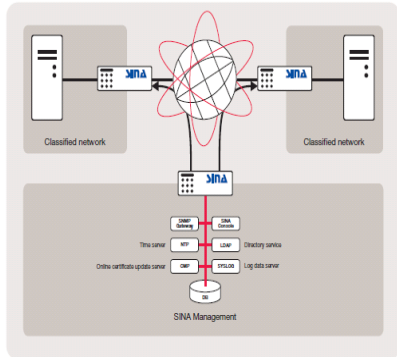 SINA
SINA
Classified network
Classified network
SINA
SNMP Gateway
SINA Console
Time server
NTP
LDAP
Directory service
Online certificate update server
CMP
SYSLOG
Log data server
DB
SINA Management